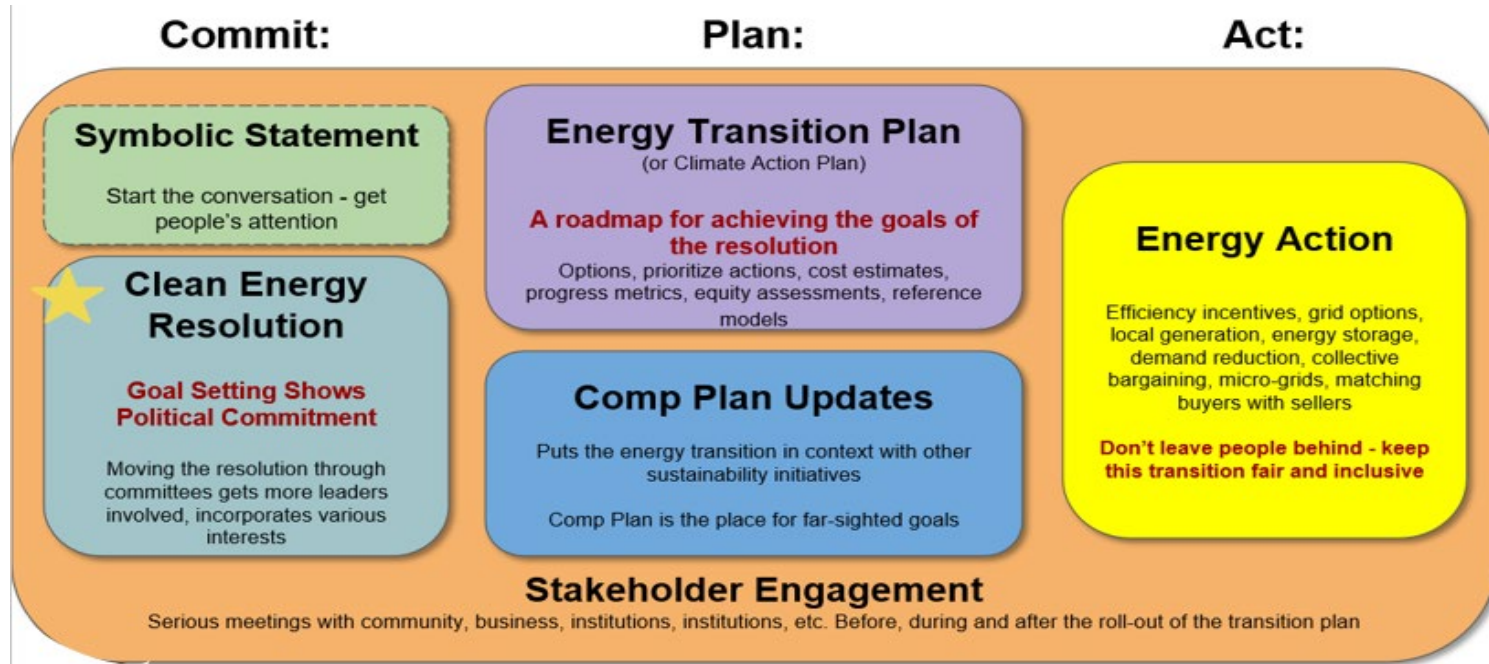 Commit:
Plan:
Act:
Symbolic Statement
Start the conversation - get
people's attention
Clean Energy
Resolution
Goal Setting Shows
Political Commitment
Moving the resolution through
committees gets more leaders
involved, incorporates various
interests
Energy Transition Plan
(or Climate Action Plan)
A roadmap for achieving the goals of
the resolution
Options, prioritize actions, cost estimates,
progress metrics, equity assessments, reference
models
Comp Plan Updates
Puts the energy transition in context with other
sustainability initiatives
Comp Plan is the place for far-sighted goals
Energy Action
Efficiency incentives, grid options,
local generation, energy storage,
demand reduction, collective
bargaining, micro-grids, matching
buyers with sellers
Don't leave people behind - keep
this transition fair and inclusive
Stakeholder Engagement
Serious meetings with community, business, institutions, institutions, etc. Before, during and after the roll-out of the transition plan